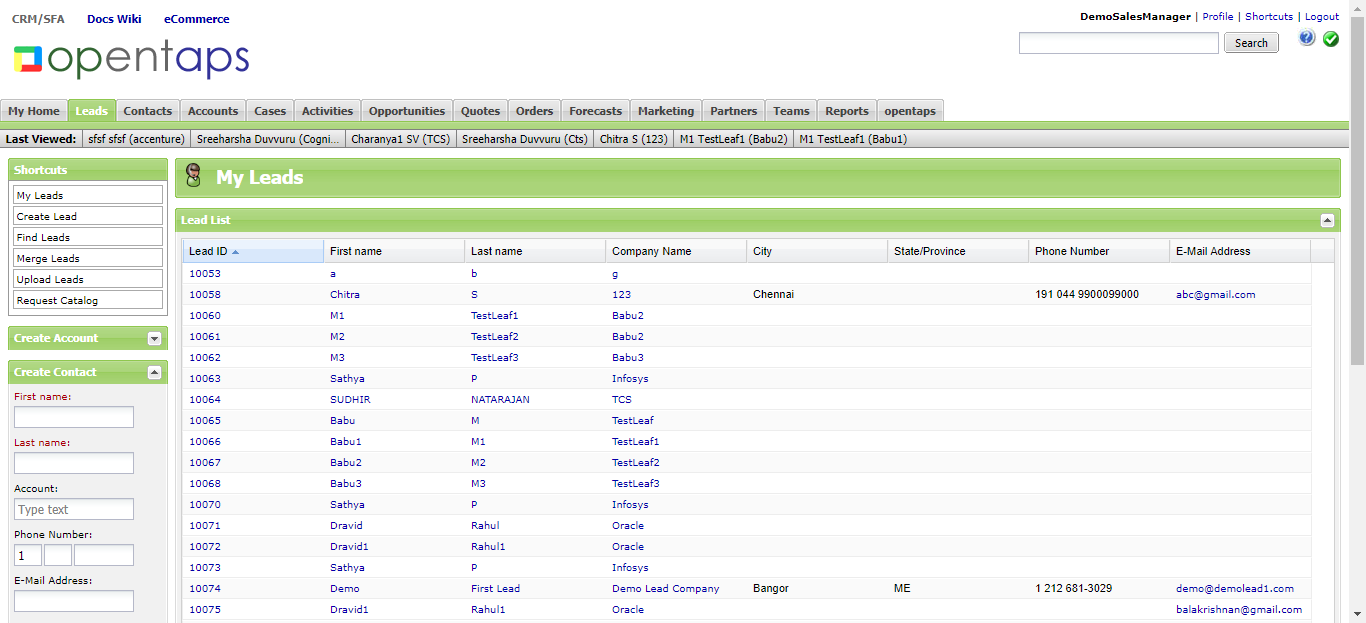 CRM/SFA Docs Wiki eCommerce
DemoSalesManager | Profile | Shortcuts | Logout
opentaps
Search
My Home Leads Contacts Accounts Cases Activities Opportunities Quotes Orders Forecasts Marketing Partners Teams Reports opentaps
Last Viewed: sfsf sfsf (accenture) Sreeharsha Duvvuru (Cogni... Charanya1 SV (TCS) Sreeharsha Duvvuru (Cts) Chitra S (123) M1 TestLeaf1 (Babu2) M1 TestLeaf1 (Babu1)
Shortcuts
My Leads
Create Lead
Find Leads
Merge Leads
Upload Leads
Request Catalog
Create Account
Create Contact
First name:
Last name:
Account:
Type text
Phone Number:
1
E-Mail Address:
My Leads
Lead List
Lead ID First name Last name Company Name City State/Province Phone Number E-Mail Address
10053 a b g
10058 Chitra S 123 Chennai 191 044 9900099000 abc@gmail.com
10060 M1 TestLeaf1 Babu2
10061 M2 TestLeaf2 Babu2
10062 M3 TestLeaf3 Babu3
10063 Sathya P Infosys
10064 SUDHIR NATARAJAN TCS
10065 Babu M TestLeaf
10066 Babu1 M1 TestLeaf1
10067 Babu2 M2 TestLeaf2
10068 Babu3 M3 TestLeaf3
10070 Sathya P Infosys
10071 Dravid Rahul Oracle
10072 Dravid1 Rahul1 Oracle
10073 Sathya P Infosys
10074 Demo First Lead Demo Lead Company Bangor ME 1 212 681-3029 demo@demolead1.com
10075 Dravid1 Rahul1 Oracle balakrishnan@gmail.com